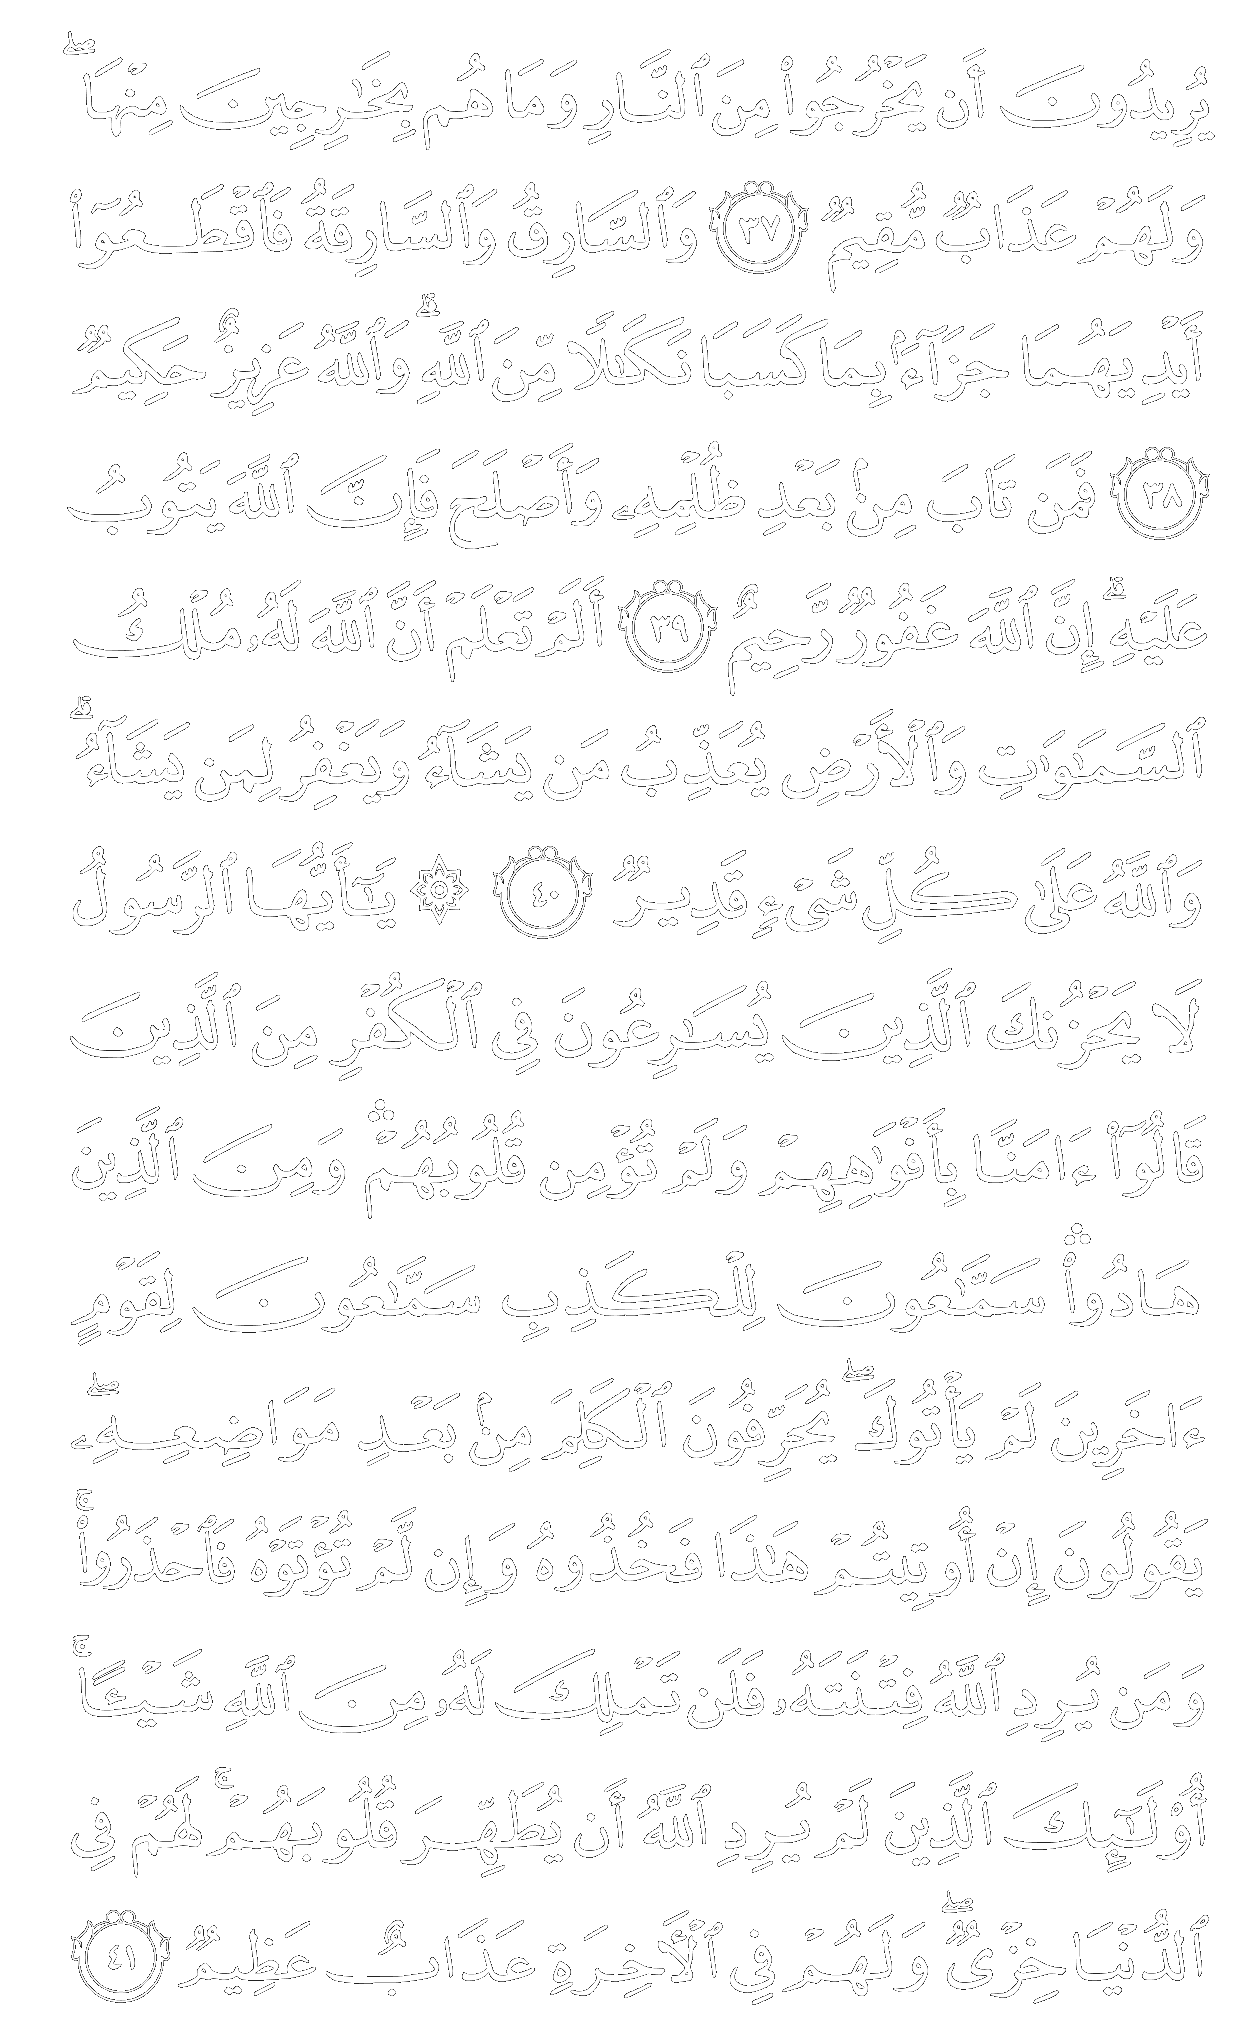 يُرِيدُونَ أَن يَخْرُجُوا۟ مِنَ ٱلنَّارِ وَمَا هُم بِخَـٰرِجِينَ مِنْهَا ۖ
وَلَهُمْ عَذَابٌ مُّقِيمٌ ٣٧ وَٱلسَّارِقُ وَٱلسَّارِقَةُ فَٱقْطَعُوٓا۟
أَيْدِيَهُمَا جَزَآءًۢ بِمَا كَسَبَا نَكَـٰلًا مِّنَ ٱللَّهِ ۗ وَٱللَّهُ عَزِيزٌ حَكِيمٌ
٣٨ فَمَن تَابَ مِنۢ بَعْدِ ظُلْمِهِۦ وَأَصْلَحَ فَإِنَّ ٱللَّهَ يَتُوبُ
عَلَيْهِ ۗ إِنَّ ٱللَّهَ غَفُورٌ رَّحِيمٌ ٣٩ أَلَمْ تَعْلَمْ أَنَّ ٱللَّهَ لَهُۥ مُلْكُ
ٱلسَّمَـٰوَٰتِ وَٱلْأَرْضِ يُعَذِّبُ مَن يَشَآءُ وَيَغْفِرُ لِمَن يَشَآءُ ۗ
وَٱللَّهُ عَلَىٰ كُلِّ شَىْءٍ قَدِيرٌ ٤٠ ۞ يَـٰٓأَيُّهَا ٱلرَّسُولُ
لَا يَحْزُنكَ ٱلَّذِينَ يُسَـٰرِعُونَ فِى ٱلْكُفْرِ مِنَ ٱلَّذِينَ
قَالُوٓا۟ ءَامَنَّا بِأَفْوَٰهِهِمْ وَلَمْ تُؤْمِن قُلُوبُهُمْ ۛ وَمِنَ ٱلَّذِينَ
هَادُوا۟ ۛ سَمَّـٰعُونَ لِلْكَذِبِ سَمَّـٰعُونَ لِقَوْمٍ
ءَاخَرِينَ لَمْ يَأْتُوكَ ۖ يُحَرِّفُونَ ٱلْكَلِمَ مِنۢ بَعْدِ مَوَاضِعِهِۦ ۖ
يَقُولُونَ إِنْ أُوتِيتُمْ هَـٰذَا فَخُذُوهُ وَإِن لَّمْ تُؤْتَوْهُ فَٱحْذَرُوا۟ ۚ
وَمَن يُرِدِ ٱللَّهُ فِتْنَتَهُۥ فَلَن تَمْلِكَ لَهُۥ مِنَ ٱللَّهِ شَيْـًٔا ۚ
أُو۟لَـٰٓئِكَ ٱلَّذِينَ لَمْ يُرِدِ ٱللَّهُ أَن يُطَهِّرَ قُلُوبَهُمْ ۚ لَهُمْ فِى
ٱلدُّنْيَا خِزْىٌ ۖ وَلَهُمْ فِى ٱلْـَٔاخِرَةِ عَذَابٌ عَظِيمٌ ٤١